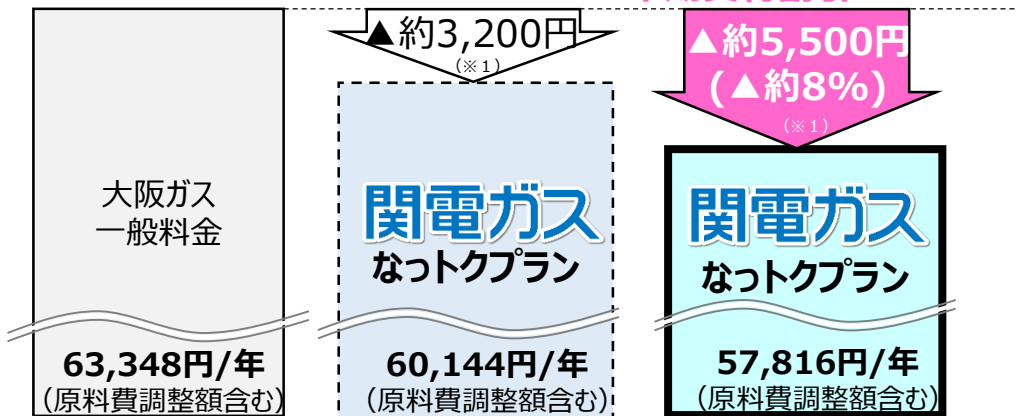 ▲約3,200円
(※1)
▲約5,500円
(▲約8%)
(※1)
大阪ガス
一般料金
関電ガス
なっトクプラン
関電ガス
なっトクプラン
63,348円/年
(原料費調整額含む)
60,144円/年
(原料費調整額含む)
57,816円/年
(原料費調整額含む)